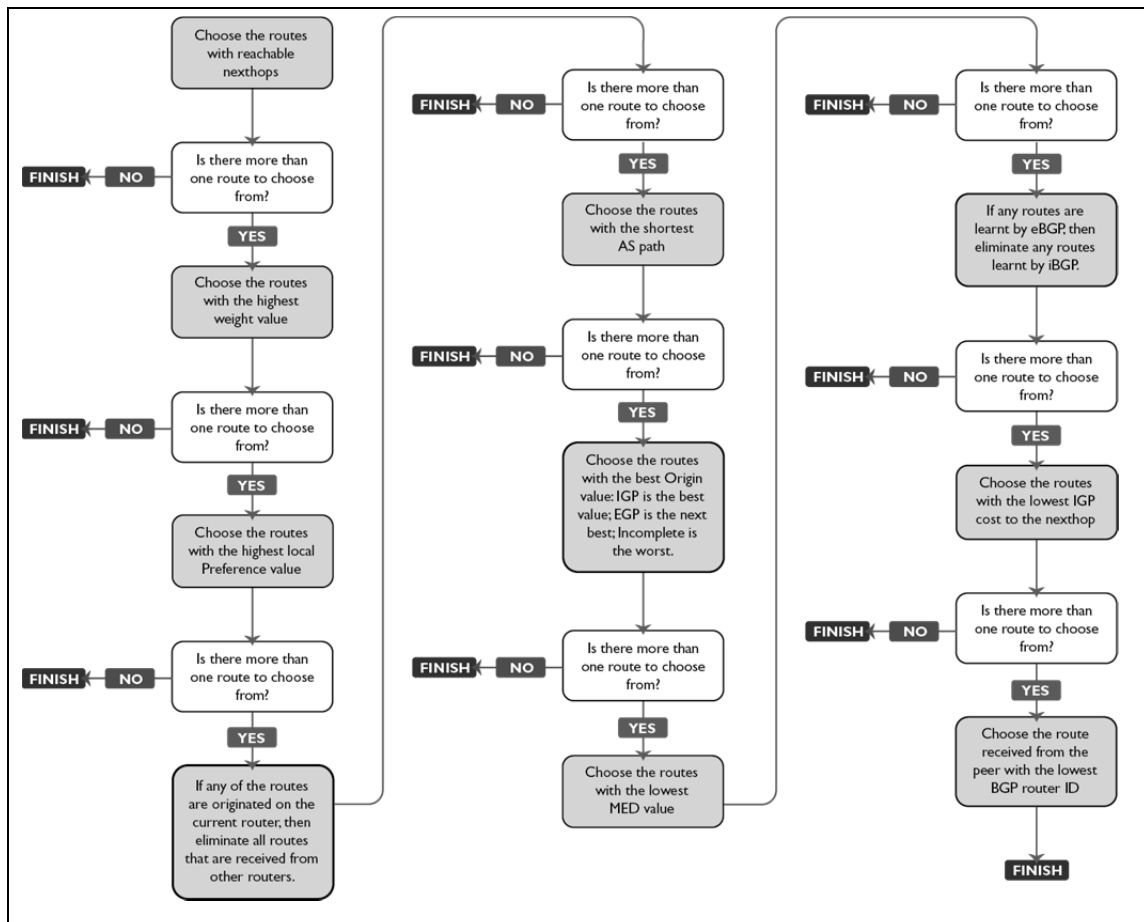 Choose the routes
with reachable
nexthops
Is there more than
one route to choose
from?
NO
FINISH
YES
Choose the routes
with the highest
weight value
Is there more than
one route to choose
from?
NO
FINISH
YES
Choose the routes
with the highest local
Preference value
Is there more than
one route to choose
from?
NO
FINISH
YES
If any of the routes
are originated on the
current router, then
eliminate all routes
that are received from
other routers.
Is there more than
one route to choose
from?
NO
FINISH
YES
Choose the routes
with the shortest
AS path
Is there more than
one route to choose
from?
NO
FINISH
YES
Choose the routes
with the best Origin
value: IGP is the best
value; EGP is the next
best; Incomplete is
the worst.
Is there more than
one route to choose
from?
NO
FINISH
YES
Choose the routes
with the lowest
MED value
Is there more than
one route to choose
from?
NO
FINISH
YES
If any routes are
learnt by eBGP, then
eliminate any routes
learnt by iBGP.
Is there more than
one route to choose
from?
NO
FINISH
YES
Choose the routes
with the lowest IGP
cost to the nexthop
Is there more than
one route to choose
from?
NO
FINISH
YES
Choose the route
received from the
peer with the lowest
BGP router ID
FINISH